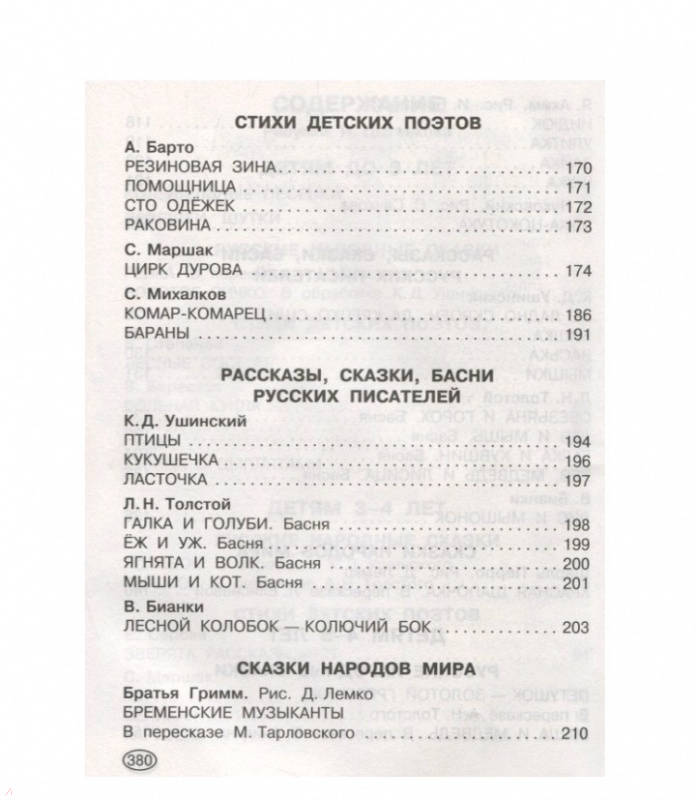 СТИХИ ДЕТСКИХ ПОЭТОВ
А. Барто
РЕЗИНОВАЯ ЗИНА 170
ПОМОЩНИЦА 171
СТО ОДЁЖЕК 172
РАКОВИНА 173
С. Маршак
ЦИРК ДУРОВА 174
С. Михалков
КОМАР-КОМАРЕЦ 186
БАРАНЫ 191
РАССКАЗЫ, СКАЗКИ, БАСНИ
РУССКИХ ПИСАТЕЛЕЙ
К. Д. Ушинский
ПТИЦЫ 194
КУКУШЕЧКА 196
ЛАСТОЧКА 197
Л. Н. Толстой
ГАЛКА И ГОЛУБИ. Басня 198
ЁЖ И УЖ. Басня 199
ЯГНЯТА И ВОЛК. Басня 200
МЫШИ И КОТ. Басня 201
В. Бианки
ЛЕСНОЙ КОЛОБОК — КОЛЮЧИЙ БОК 203
СКАЗКИ НАРОДОВ МИРА
Братья Гримм. Рис. Д. Лемко
БРЕМЕНСКИЕ МУЗЫКАНТЫ
В пересказе М. Тарловского 210
380